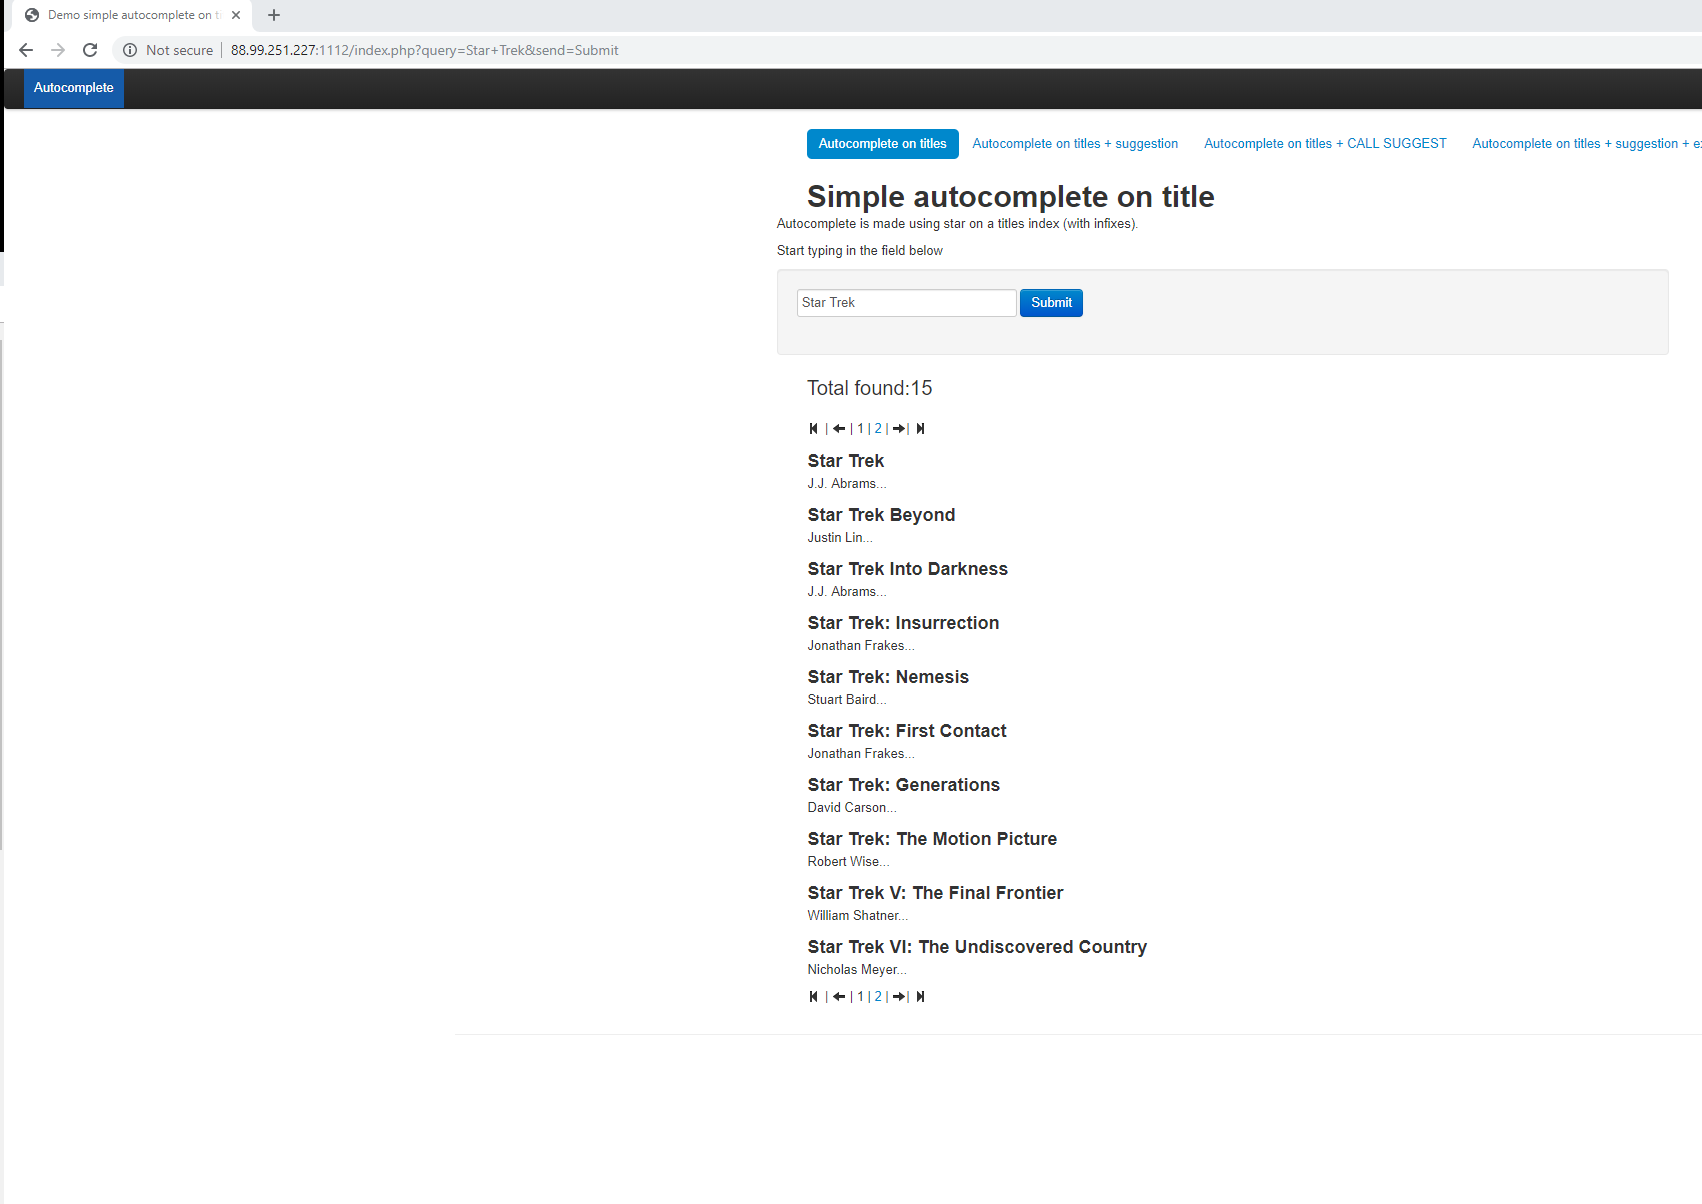 Demo simple autocomplete on ti
Not secure | 88.99.251.227:1112/index.php?query=Star+Trek&send=Submit
Autocomplete
Autocomplete on titles Autocomplete on titles + suggestion Autocomplete on titles + CALL SUGGEST Autocomplete on titles + suggestion + e
Simple autocomplete on title
Autocomplete is made using star on a titles index (with infixes).
Start typing in the field below
Star Trek Submit
Total found:15
| | 1 | 2 | |
Star Trek
J.J. Abrams...
Star Trek Beyond
Justin Lin...
Star Trek Into Darkness
J.J. Abrams...
Star Trek: Insurrection
Jonathan Frakes...
Star Trek: Nemesis
Stuart Baird...
Star Trek: First Contact
Jonathan Frakes...
Star Trek: Generations
David Carson...
Star Trek: The Motion Picture
Robert Wise...
Star Trek V: The Final Frontier
William Shatner...
Star Trek VI: The Undiscovered Country
Nicholas Meyer...
| | 1 | 2 | |